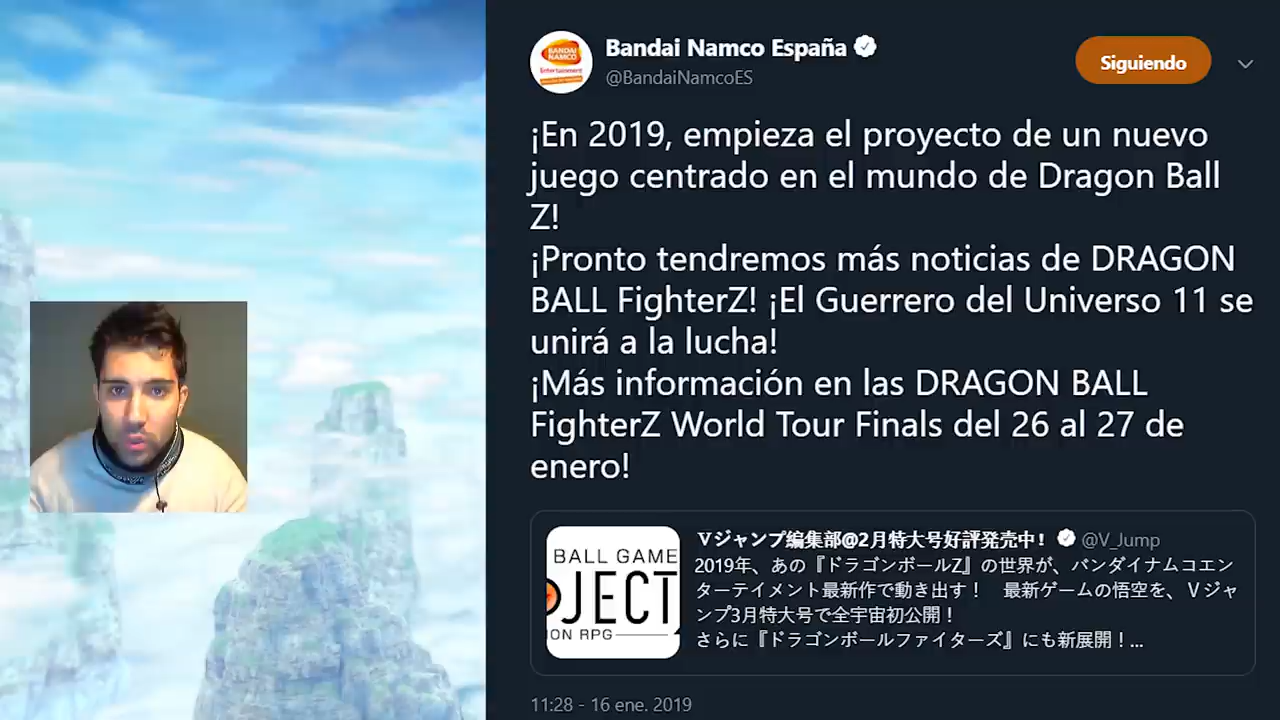 Bandai Namco España
@BandaiNamcoES
Siguiendo
¡En 2019, empieza el proyecto de un nuevo
juego centrado en el mundo de Dragon Ball
Z!
¡Pronto tendremos más noticias de DRAGON
BALL FighterZ! ¡El Guerrero del Universo 11 se
unirá a la lucha!
¡Más información en las DRAGON BALL
FighterZ World Tour Finals del 26 al 27 de
enero!
BANDAI
NAMCO
Entertainment
BALL GAME
OJECT
ION RPG
Vジャンプ編集部@2月特大号好評発売中! @V_Jump
2019年、あの『ドラゴンボールZ』の世界が、バンダイナムコエン
ターテイメント最新作で動き出す! 最新ゲームの悟空を、Vジャ
ンプ3月特大号で全宇宙初公開!
さらに『ドラゴンボールファイターズ』にも新展開!...
11:28 - 16 ene. 2019